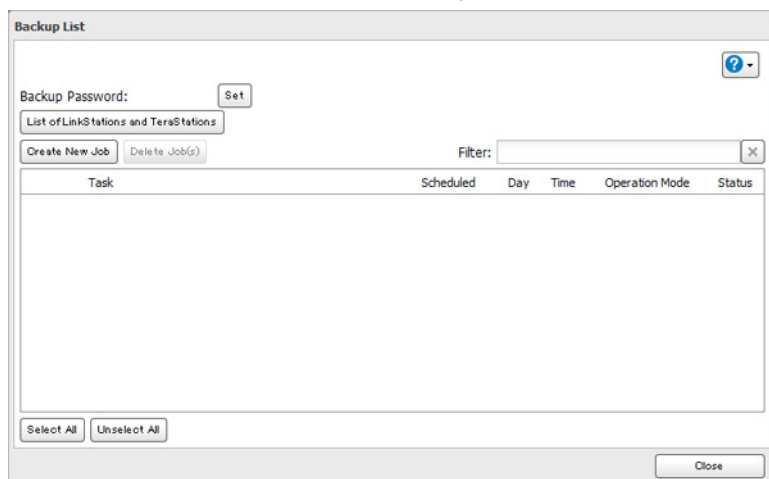 Backup List
?
Backup Password: Set
List of LinkStations and TeraStations
Create New Job Delete Job(s) Filter:
Task Scheduled Day Time Operation Mode Status
Select All Unselect All
Close